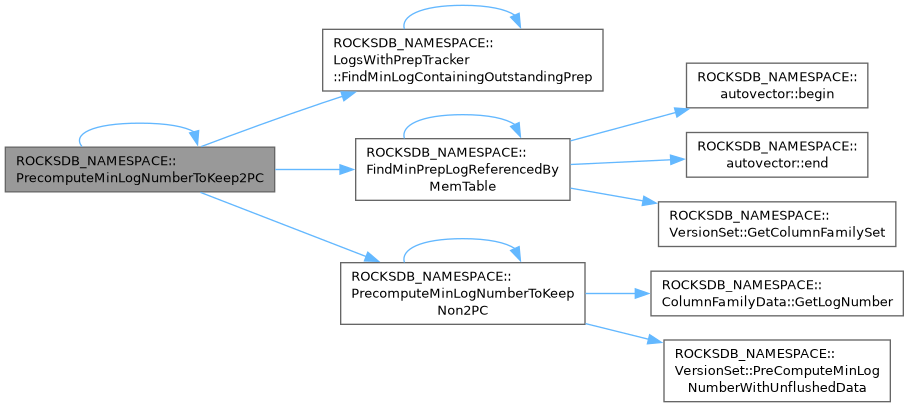 ROCKSDB_NAMESPACE::
PrecomputeMinLogNumberToKeep2PC
ROCKSDB_NAMESPACE::
LogsWithPrepTracker
::FindMinLogContainingOutstandingPrep
ROCKSDB_NAMESPACE::
FindMinPrepLogReferencedBy
MemTable
ROCKSDB_NAMESPACE::
PrecomputeMinLogNumberToKeep
Non2PC
ROCKSDB_NAMESPACE::
autovector::begin
ROCKSDB_NAMESPACE::
autovector::end
ROCKSDB_NAMESPACE::
VersionSet::GetColumnFamilySet
ROCKSDB_NAMESPACE::
ColumnFamilyData::GetLogNumber
ROCKSDB_NAMESPACE::
VersionSet::PreComputeMinLog
NumberWithUnflushedData